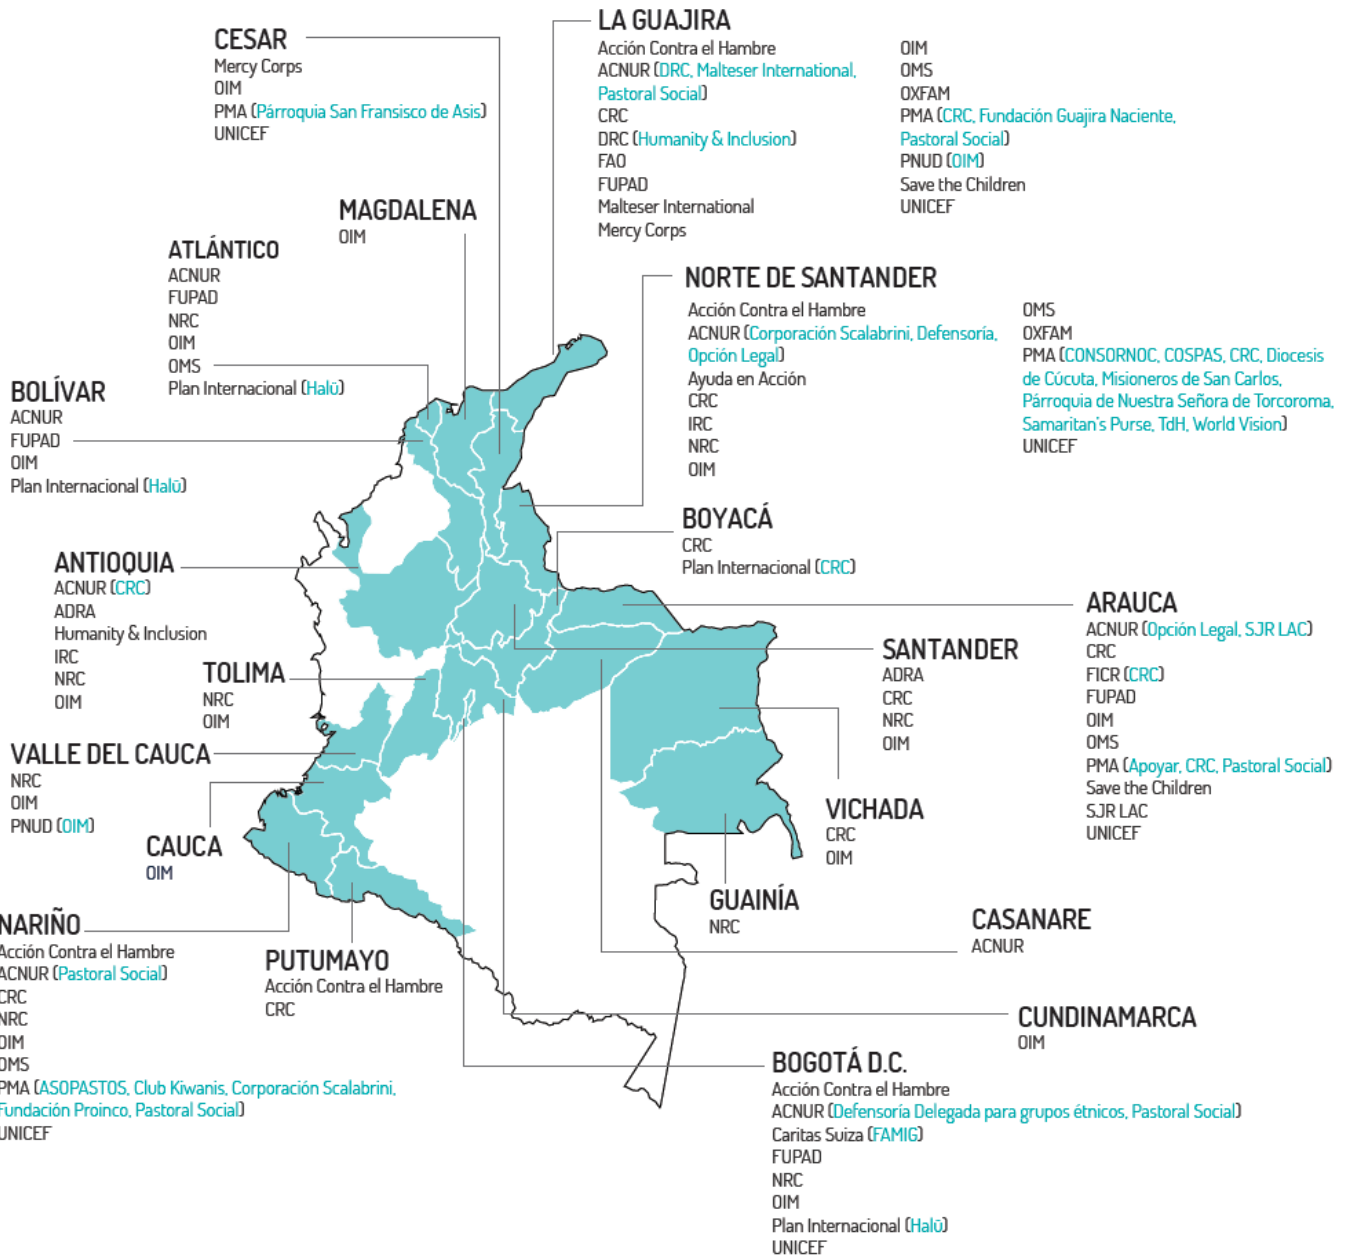 LA GUAJIRA
Acción Contra el Hambre
ACNUR (DRC, Malteser International,
Pastoral Social)
CRC
DRC (Humanity & Inclusion)
FAO
FUPAD
Malteser International
Mercy Corps
OIM
OMS
OXFAM
PMA (CRC, Fundación Guajira Naciente,
Pastoral Social)
PNUD (OIM)
Save the Children
UNICEF
CESAR
Mercy Corps
OIM
PMA (Párroquia San Fransisco de Asis)
UNICEF
MAGDALENA
OIM
ATLÁNTICO
ACNUR
FUPAD
NRC
OIM
OMS
Plan Internacional (Halü)
NORTE DE SANTANDER
Acción Contra el Hambre
ACNUR (Corporación Scalabrini, Defensoría,
Opción Legal)
Ayuda en Acción
CRC
IRC
NRC
OIM
OMS
OXFAM
PMA (CONSORNOC, COSPAS, CRC, Diocesis
de Cúcuta, Misioneros de San Carlos,
Párroquia de Nuestra Señora de Torcoroma,
Samaritan's Purse, TdH, World Vision)
UNICEF
BOLÍVAR
ACNUR
FUPAD
OIM
Plan Internacional (Halü)
BOYACÁ
CRC
Plan Internacional (CRC)
ANTIOQUIA
ACNUR (CRC)
ADRA
Humanity & Inclusion
IRC
NRC
OIM
ARAUCA
ACNUR (Opción Legal, SJR LAC)
CRC
FICR (CRC)
FUPAD
OIM
OMS
PMA (Apoyar, CRC, Pastoral Social)
Save the Children
SJR LAC
UNICEF
SANTANDER
ADRA
CRC
NRC
OIM
TOLIMA
NRC
OIM
VALLE DEL CAUCA
NRC
OIM
PNUD (OIM)
CAUCA
OIM
VICHADA
CRC
OIM
GUAINÍA
NRC
CASANARE
ACNUR
NARIÑO
Acción Contra el Hambre
ACNUR (Pastoral Social)
CRC
NRC
OIM
OMS
PMA (ASOPASTOS, Club Kiwanis, Corporación Scalabrini,
Fundación Proinco, Pastoral Social)
UNICEF
PUTUMAYO
Acción Contra el Hambre
CRC
CUNDINAMARCA
OIM
BOGOTÁ D.C.
Acción Contra el Hambre
ACNUR (Defensoría Delegada para grupos étnicos, Pastoral Social)
Caritas Suiza (FAMIG)
FUPAD
NRC
OIM
Plan Internacional (Halü)
UNICEF